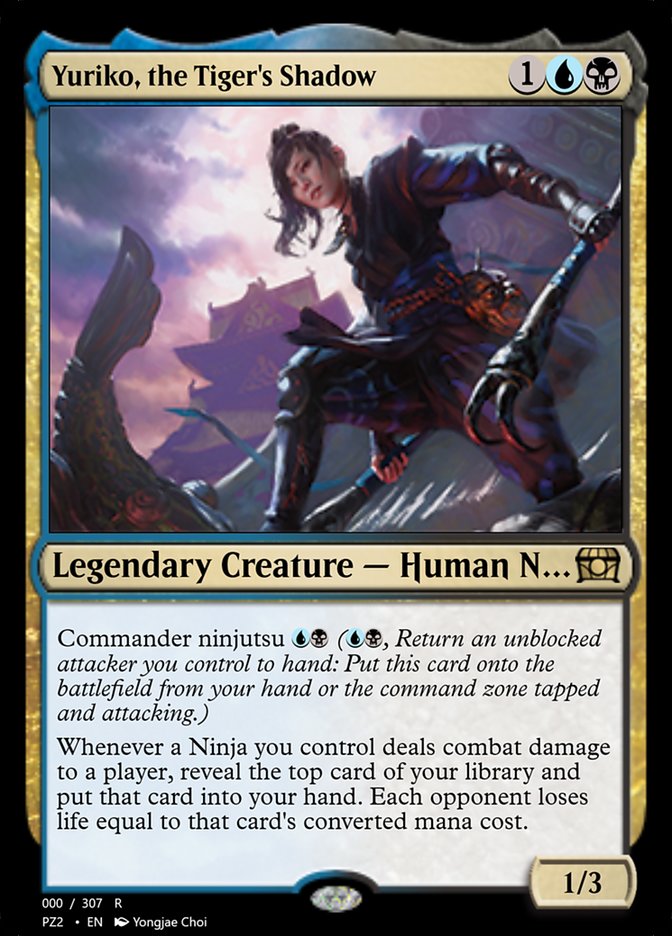 Yuriko, the Tiger's Shadow 1
Legendary Creature — Human N...
Commander ninjutsu (, Return an unblocked
attacker you control to hand: Put this card onto the
battlefield from your hand or the command zone tapped
and attacking.)
Whenever a Ninja you control deals combat damage
to a player, reveal the top card of your library and
put that card into your hand. Each opponent loses
life equal to that card's converted mana cost.
1/3
000 / 307 R
PZ2 • EN Yongjae Choi